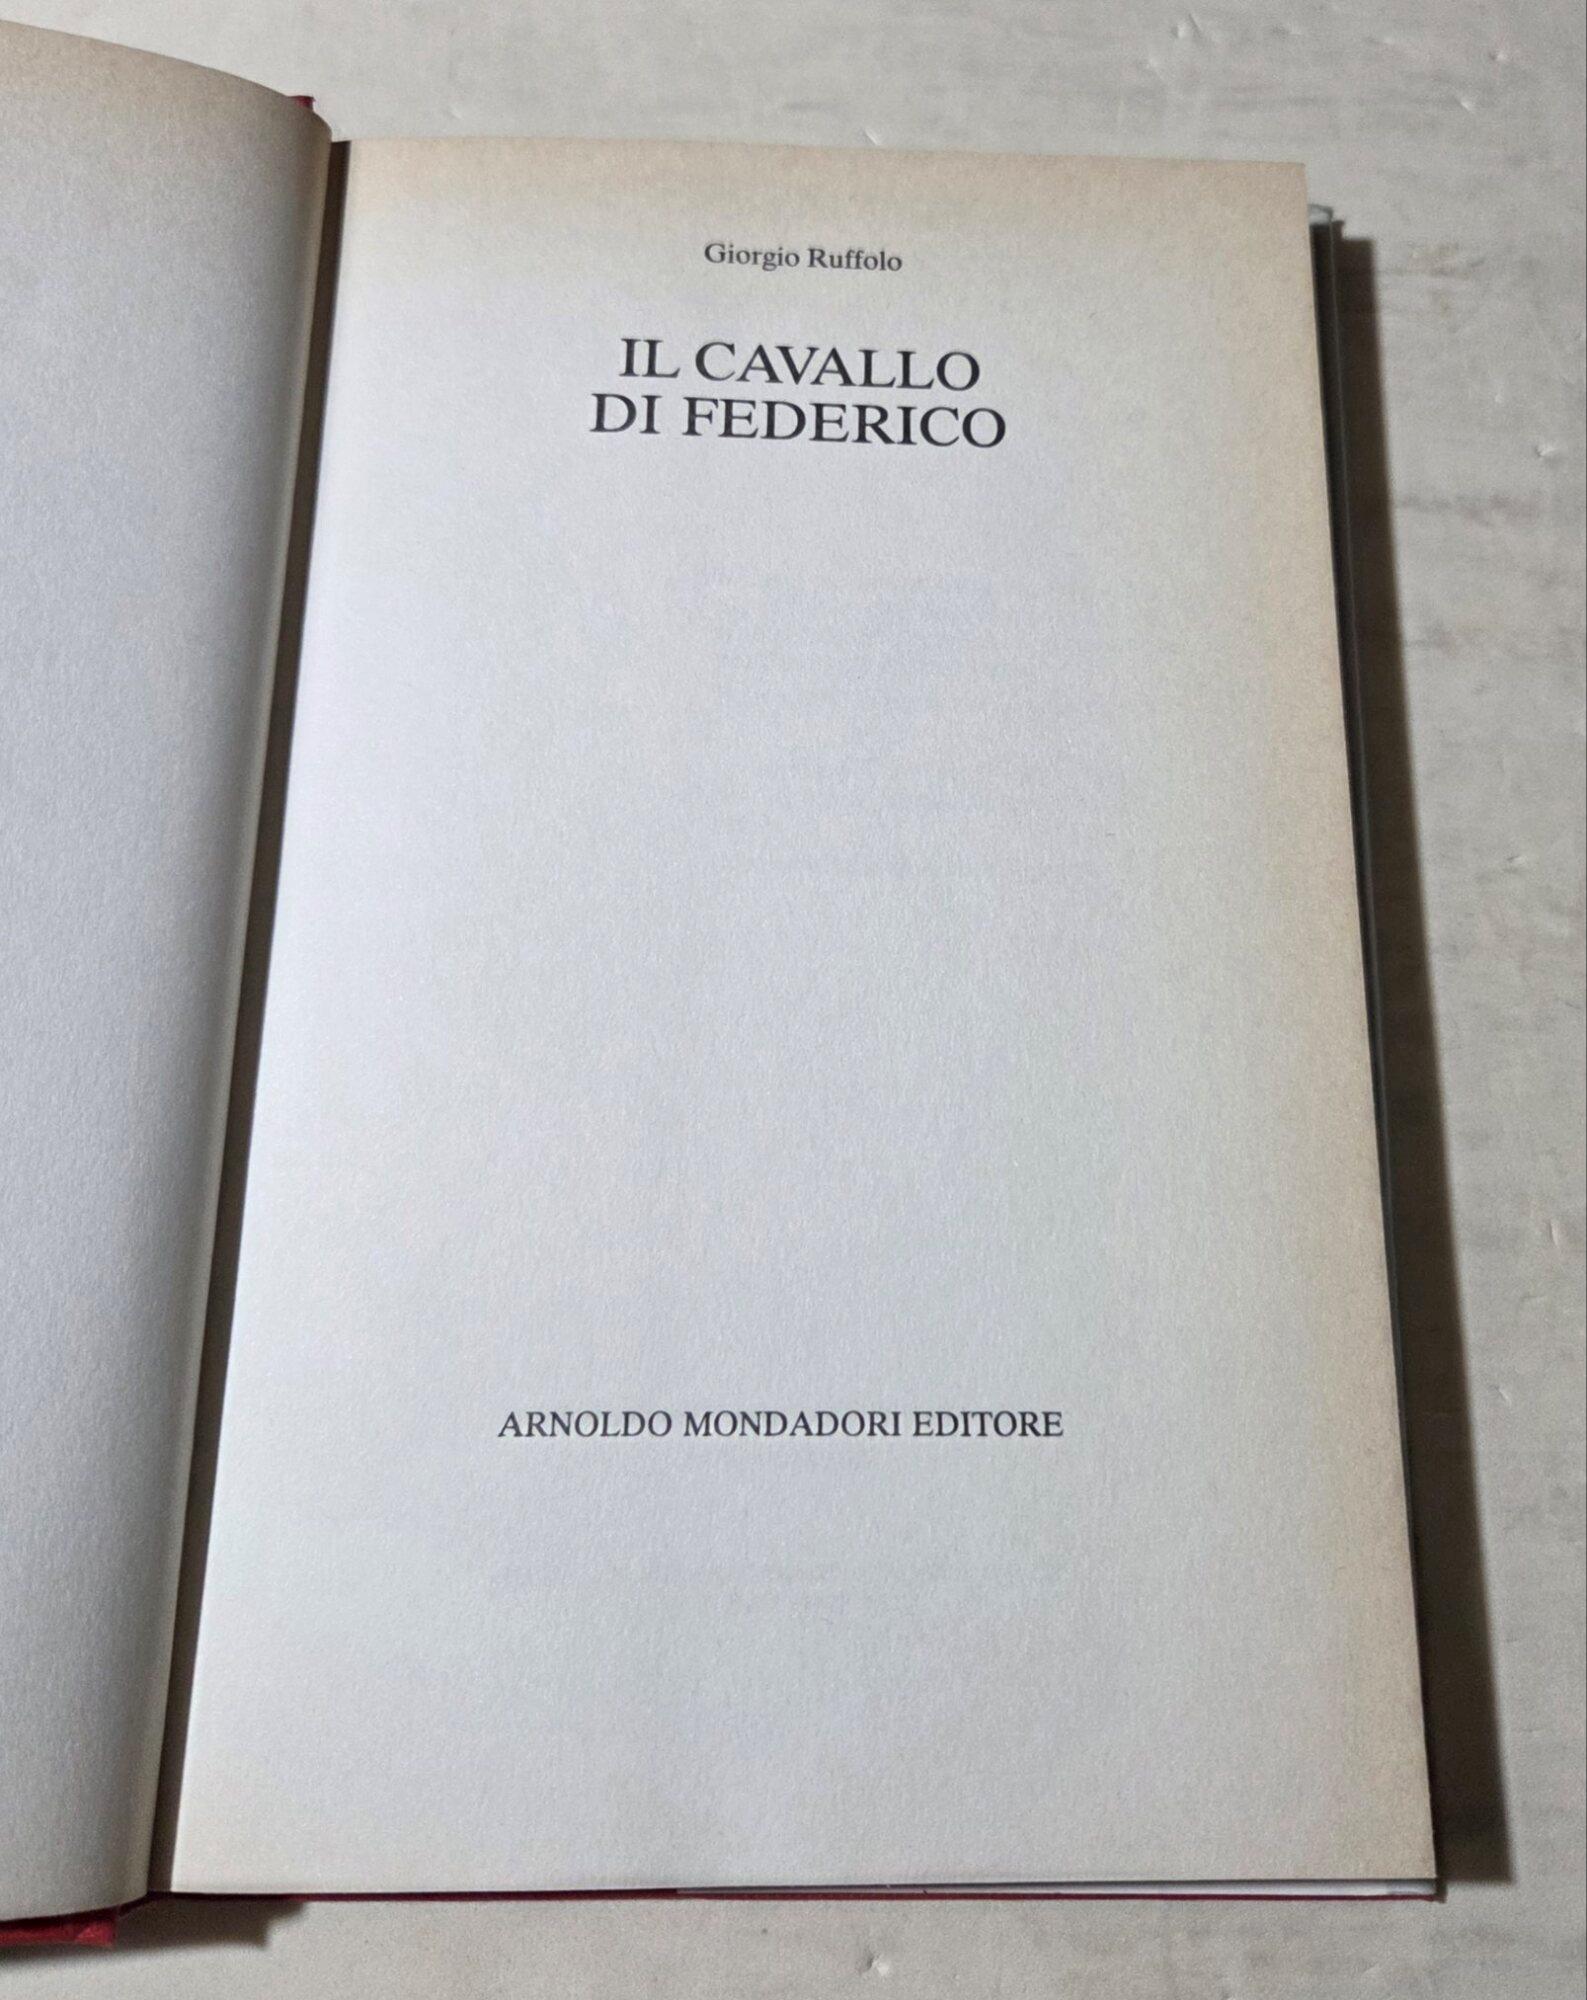 Giorgio Ruffolo
IL CAVALLO
DI FEDERICO
ARNOLDO MONDADORI EDITORE